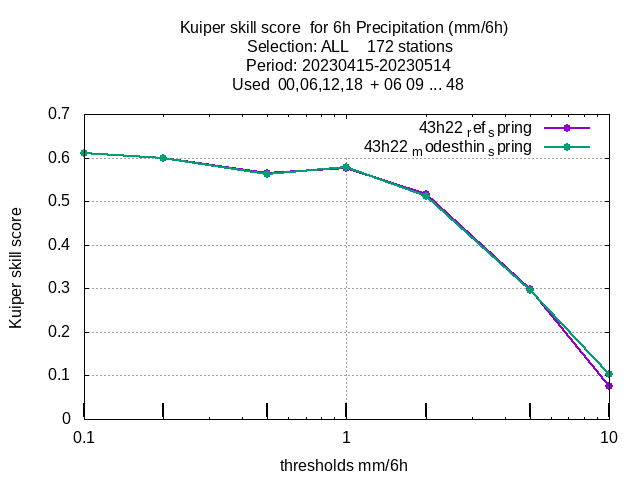 Kuiper skill score  for 6h Precipitation (mm/6h)
Selection: ALL    172 stations
Period: 20230415-20230514
Used  00,06,12,18  + 06 09 ... 48
0.7
43h22 ref spring
0.6
43h22 modesthin spring
0.5
0.4
Kuiper skill score
0.3
0.2
0.1
0
0.1 1 10
thresholds mm/6h